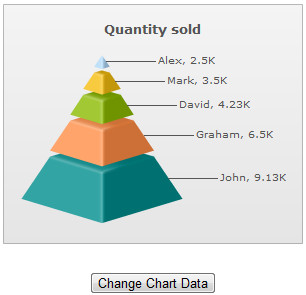 Quantity sold
Alex, 2.5K
Mark, 3.5K
David, 4.23K
Graham, 6.5K
John, 9.13K
Change Chart Data